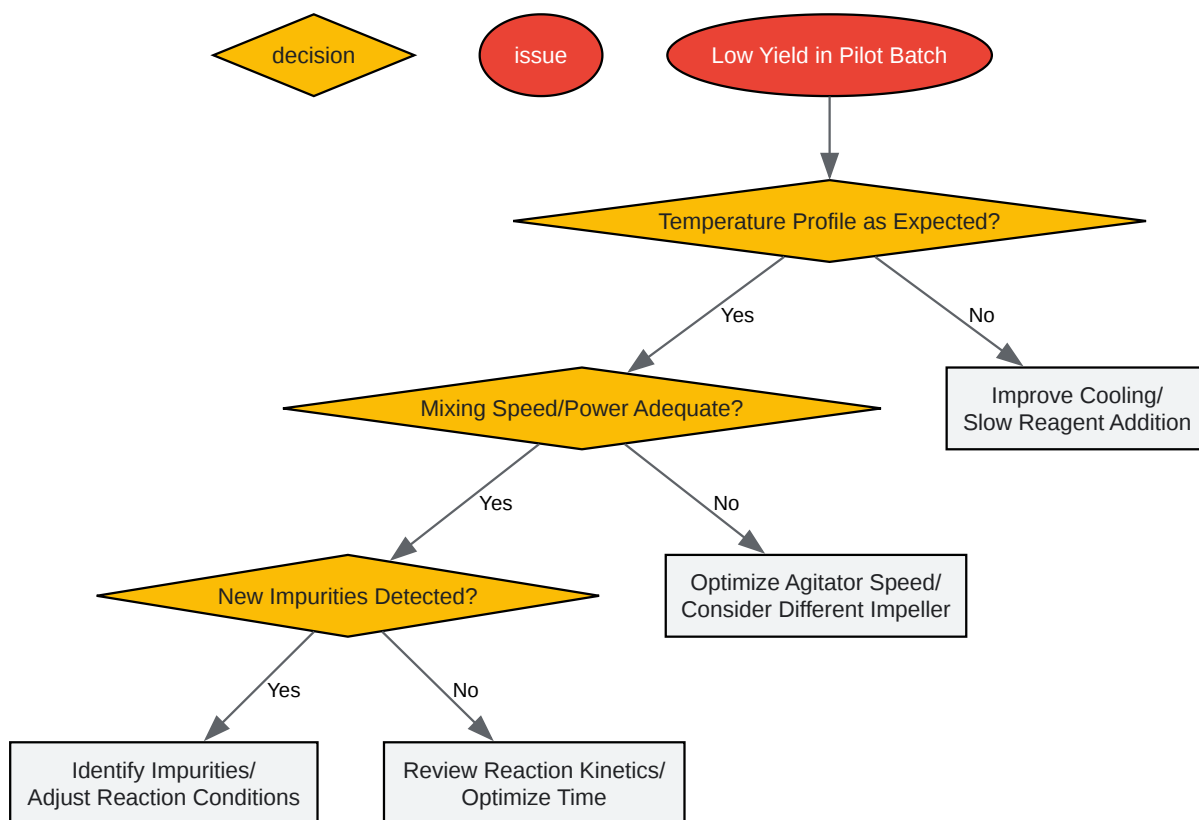 decision
issue
Low Yield in Pilot Batch
Temperature Profile as Expected?
Yes
No
Mixing Speed/Power Adequate?
Improve Cooling/
Slow Reagent Addition
Yes
No
New Impurities Detected?
Optimize Agitator Speed/
Consider Different Impeller
Yes
No
Identify Impurities/
Adjust Reaction Conditions
Review Reaction Kinetics/
Optimize Time